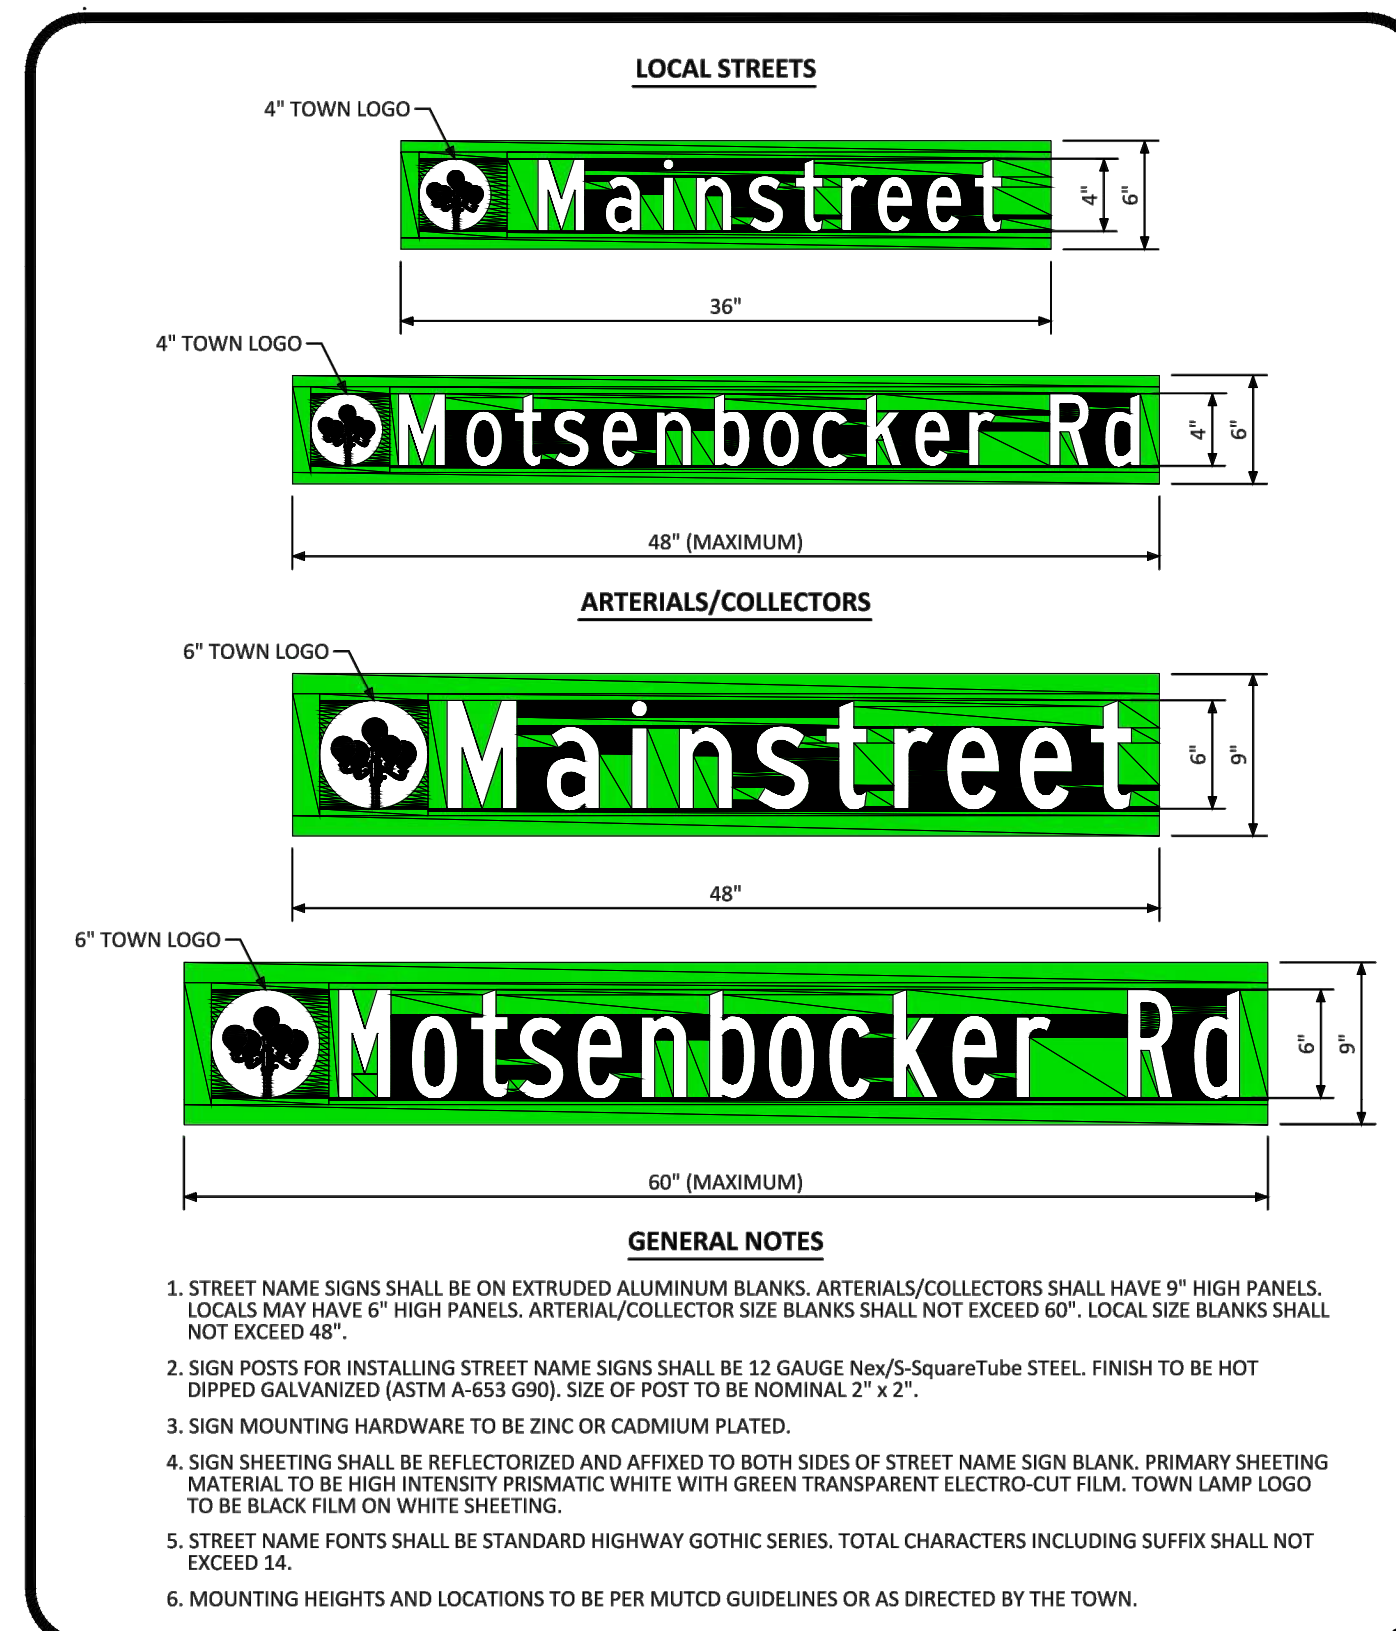 LOCAL STREETS
4" TOWN LOGO
Mainstreet
4"
6"
36"
4" TOWN LOGO
Motsenbocker Rd
4"
6"
48" (MAXIMUM)
ARTERIALS/COLLECTORS
6" TOWN LOGO
Mainstreet
6"
9"
48"
6" TOWN LOGO
Motsenbocker Rd
6"
9"
60" (MAXIMUM)
GENERAL NOTES
1. STREET NAME SIGNS SHALL BE ON EXTRUDED ALUMINUM BLANKS. ARTERIALS/COLLECTORS SHALL HAVE 9" HIGH PANELS.
LOCALS MAY HAVE 6" HIGH PANELS. ARTERIAL/COLLECTOR SIZE BLANKS SHALL NOT EXCEED 60". LOCAL SIZE BLANKS SHALL
NOT EXCEED 48".
2. SIGN POSTS FOR INSTALLING STREET NAME SIGNS SHALL BE 12 GAUGE Nex/S-SquareTube STEEL. FINISH TO BE HOT
DIPPED GALVANIZED (ASTM A-653 G90). SIZE OF POST TO BE NOMINAL 2" x 2".
3. SIGN MOUNTING HARDWARE TO BE ZINC OR CADMIUM PLATED.
4. SIGN SHEETING SHALL BE REFLECTORIZED AND AFFIXED TO BOTH SIDES OF STREET NAME SIGN BLANK. PRIMARY SHEETING
MATERIAL TO BE HIGH INTENSITY PRISMATIC WHITE WITH GREEN TRANSPARENT ELECTRO-CUT FILM. TOWN LAMP LOGO
TO BE BLACK FILM ON WHITE SHEETING.
5. STREET NAME FONTS SHALL BE STANDARD HIGHWAY GOTHIC SERIES. TOTAL CHARACTERS INCLUDING SUFFIX SHALL NOT
EXCEED 14.
6. MOUNTING HEIGHTS AND LOCATIONS TO BE PER MUTCD GUIDELINES OR AS DIRECTED BY THE TOWN.